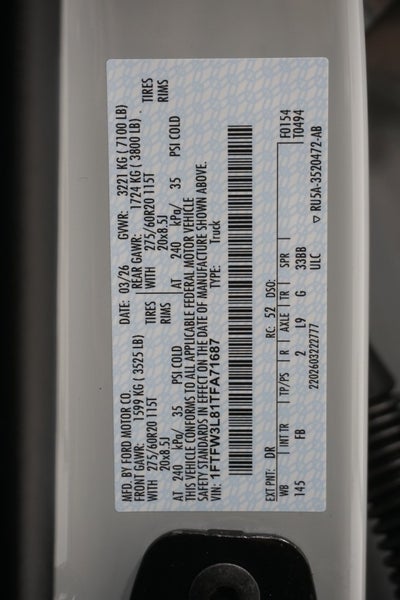 MFD. BY FORD MOTOR CO. DATE: 03/26 GVWR: 3221 KG ( 7100 LB)
FRONT GAWR: 1599 KG ( 3525 LB) REAR GAWR: 1724 KG ( 3800 LB)
WITH 275/60R20 115T TIRES WITH 275/60R20 115T TIRES
20x8.5J RIMS 20x8.5J RIMS
AT 240 kPa/ 35 PSI COLD AT 240 kPa/ 35 PSI COLD
THIS VEHICLE CONFORMS TO ALL APPLICABLE FEDERAL MOTOR VEHICLE
SAFETY STANDARDS IN EFFECT ON THE DATE OF MANUFACTURE SHOWN ABOVE.
VIN: 1FTFW3L81TFA71687 TYPE: Truck
EXT PNT: DR RC: 52 DSO: F0154
WB INT TR TP/PS R AXLE TR SPR T0494
145 FB 2 L9 G 33BB
2202603222777 ULC ▽ RU5A-3520472-AB